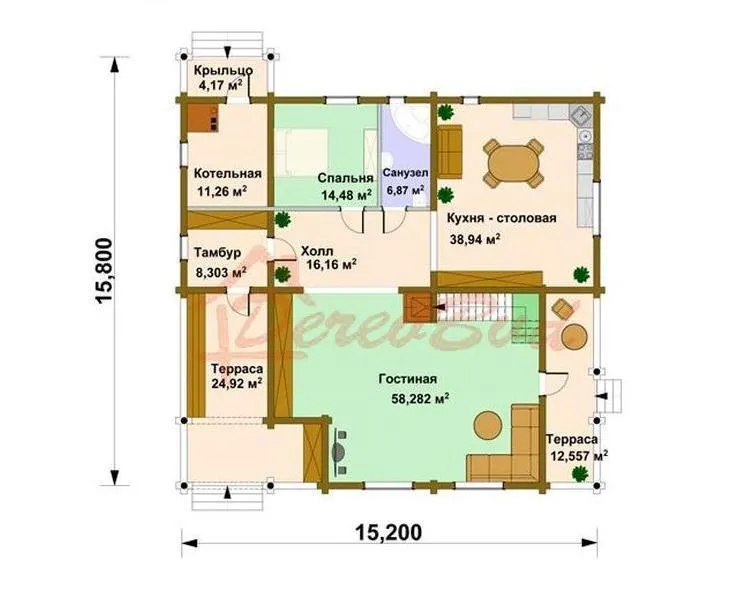 Крыльцо
4,17 м²
Котельная
11,26 м²
Спальня
14,48 м²
Санузел
6,87 м²
Кухня - столовая
38,94 м²
Тамбур
8,303 м²
Холл
16,16 м²
DerevoBud
Терраса
24,92 м²
Гостиная
58,282 м²
Терраса
12,557 м²
15,800
15,200